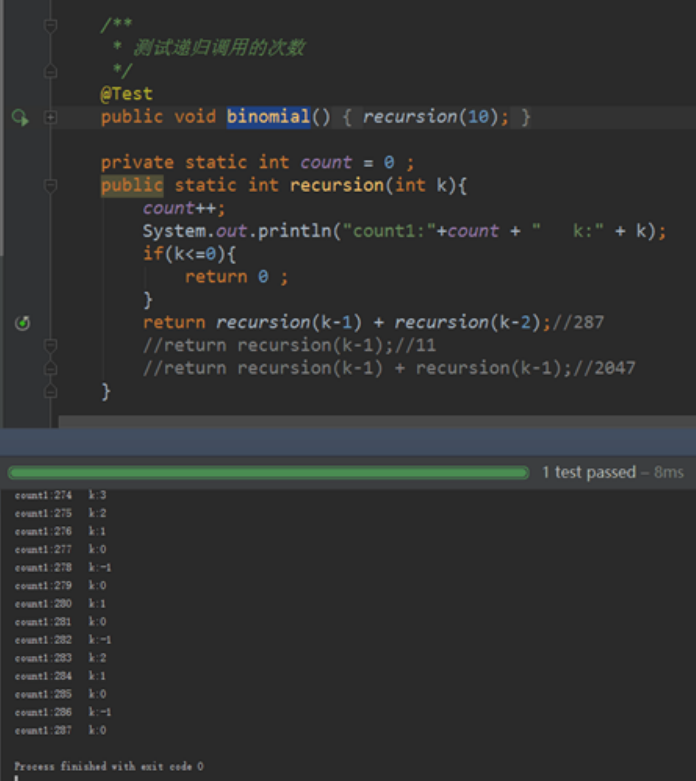 /**
 * 测试递归调用的次数
 */
@Test
public void binomial() { recursion(10); }
private static int count = 0 ;
public static int recursion(int k){
count++;
System.out.println("count1:"+count + "   k:" + k);
if(k<=0){
return 0 ;
}
return recursion(k-1) + recursion(k-2);//287
//return recursion(k-1);//11
//return recursion(k-1) + recursion(k-1);//2047
}
1 test passed – 8ms
count1:274   k:3
count1:275   k:2
count1:276   k:1
count1:277   k:0
count1:278   k:-1
count1:279   k:0
count1:280   k:1
count1:281   k:0
count1:282   k:-1
count1:283   k:2
count1:284   k:1
count1:285   k:0
count1:286   k:-1
count1:287   k:0
Process finished with exit code 0